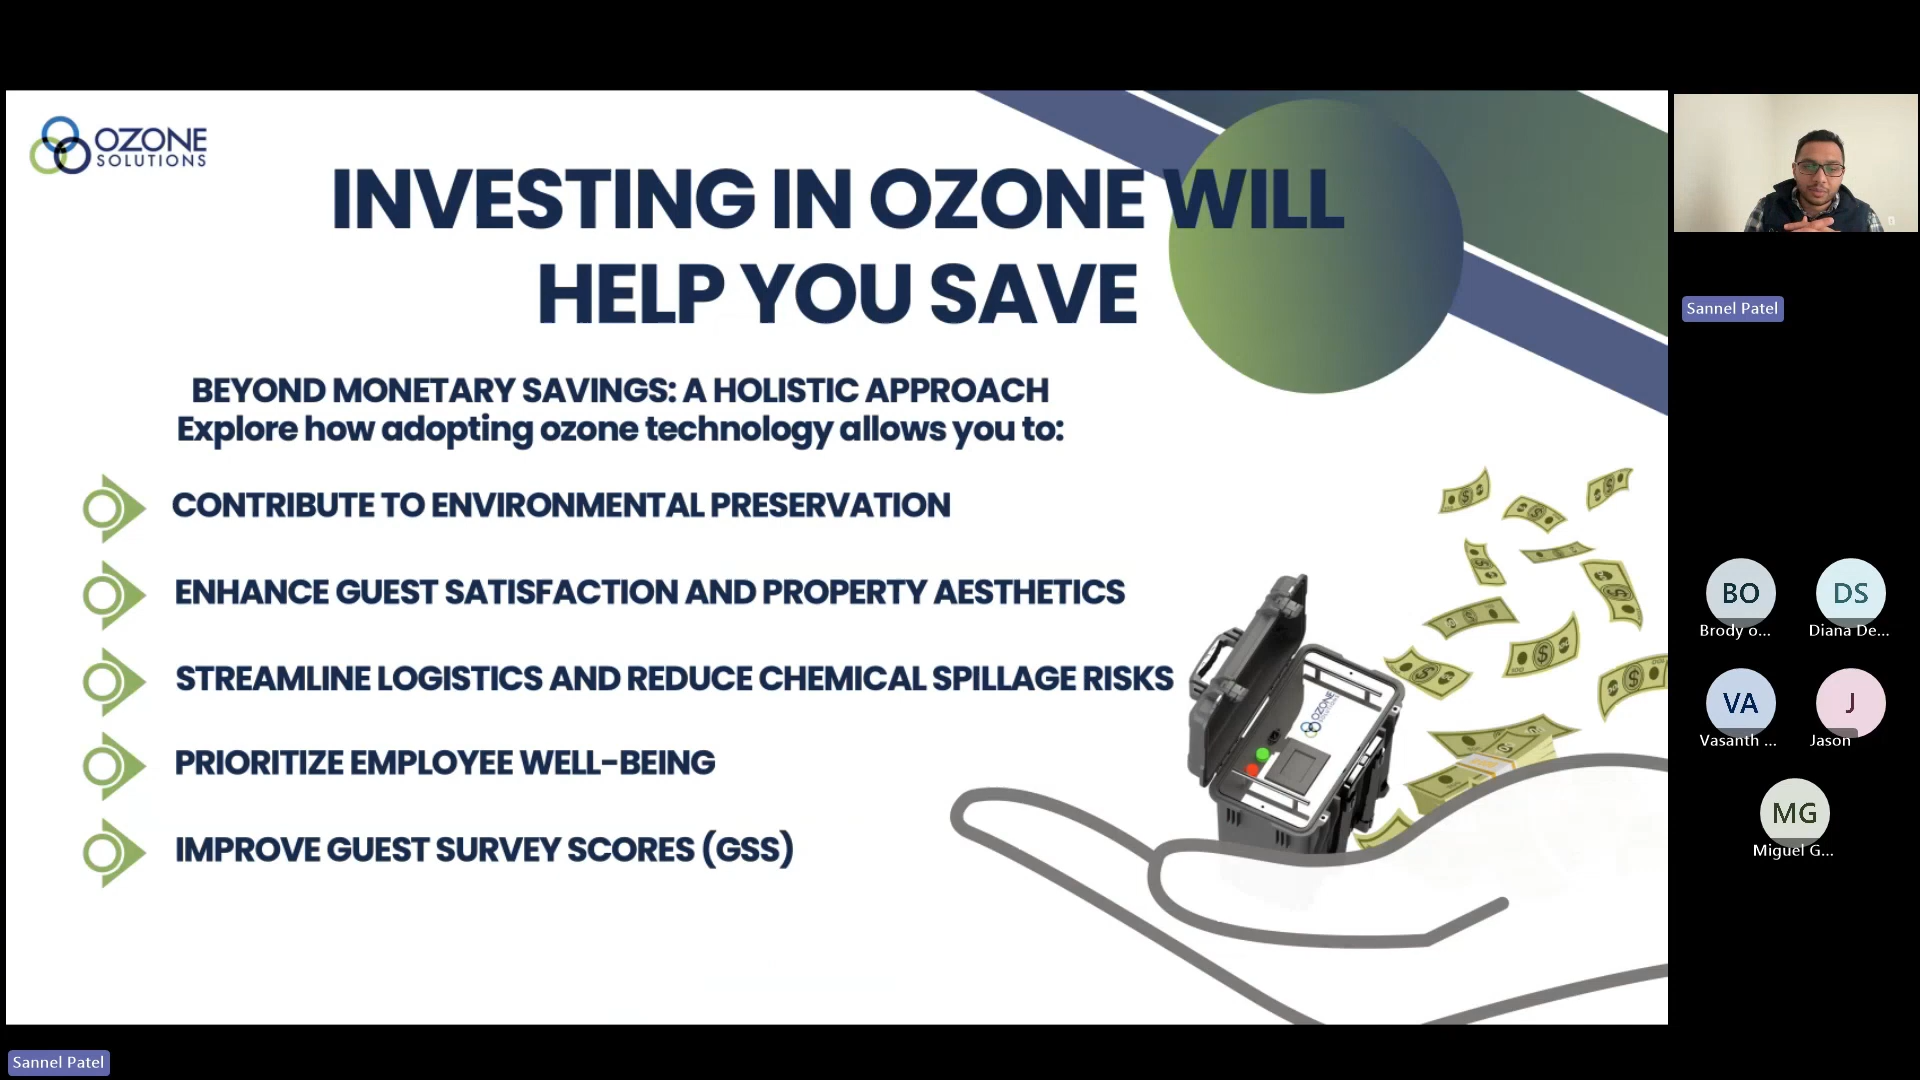 OZONE
SOLUTIONS
INVESTING IN OZONE WILL
HELP YOU SAVE
BEYOND MONETARY SAVINGS: A HOLISTIC APPROACH
Explore how adopting ozone technology allows you to:
CONTRIBUTE TO ENVIRONMENTAL PRESERVATION
ENHANCE GUEST SATISFACTION AND PROPERTY AESTHETICS
STREAMLINE LOGISTICS AND REDUCE CHEMICAL SPILLAGE RISKS
PRIORITIZE EMPLOYEE WELL-BEING
IMPROVE GUEST SURVEY SCORES (GSS)
OZONE
SOLUTIONS
Sannel Patel
BO
DS
Brody o...
Diana De...
VA
J
Vasanth ...
Jason
MG
Miguel G...
Sannel Patel